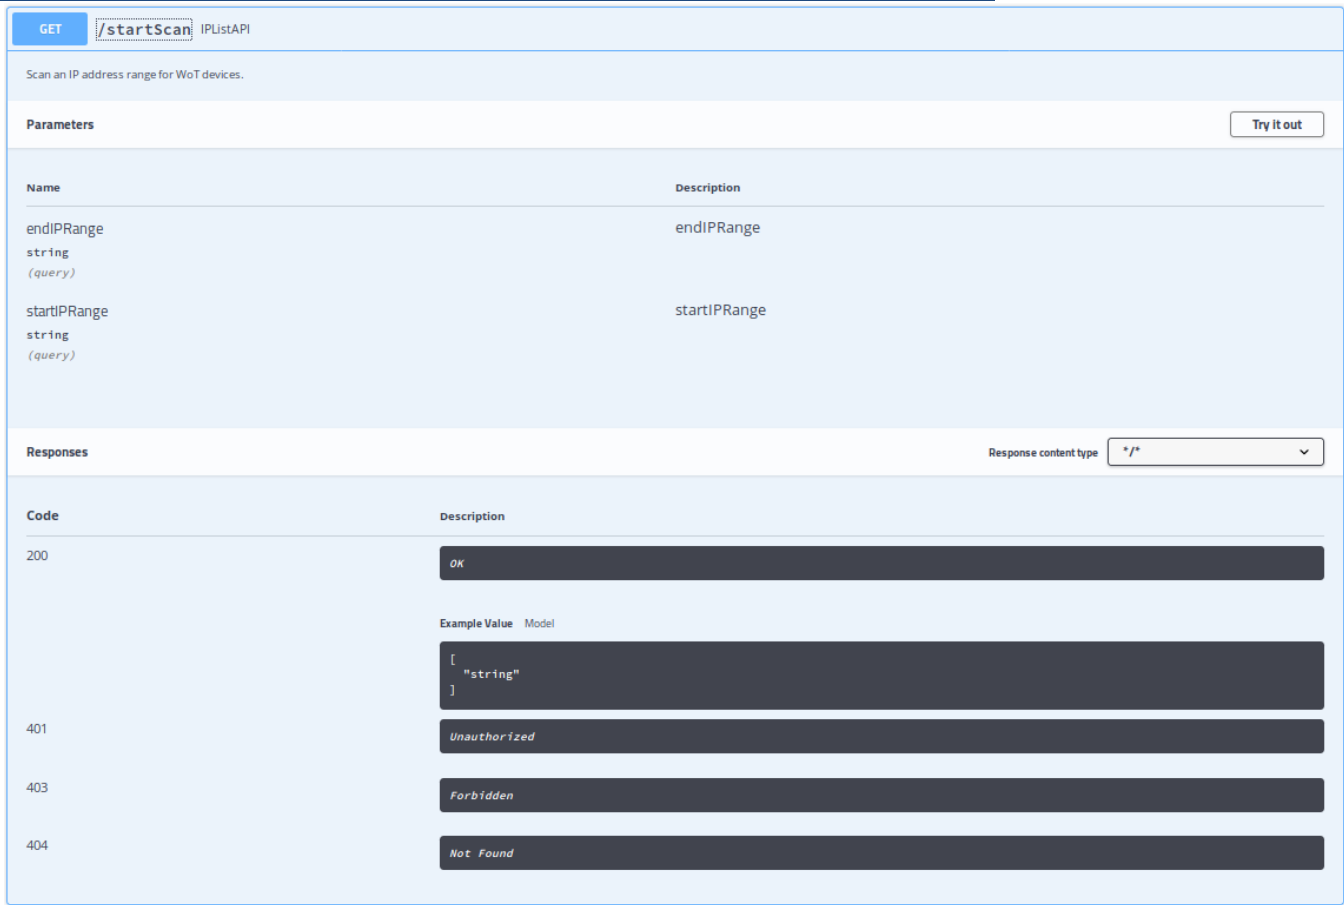 GET /startScan IPListAPI
Scan an IP address range for WoT devices.
Parameters Try it out
Name Description
endIPRange endIPRange
string
(query)
startIPRange startIPRange
string
(query)
Responses Response content type */*
Code Description
200 OK
Example Value Model
[
"string"
]
401 Unauthorized
403 Forbidden
404 Not Found